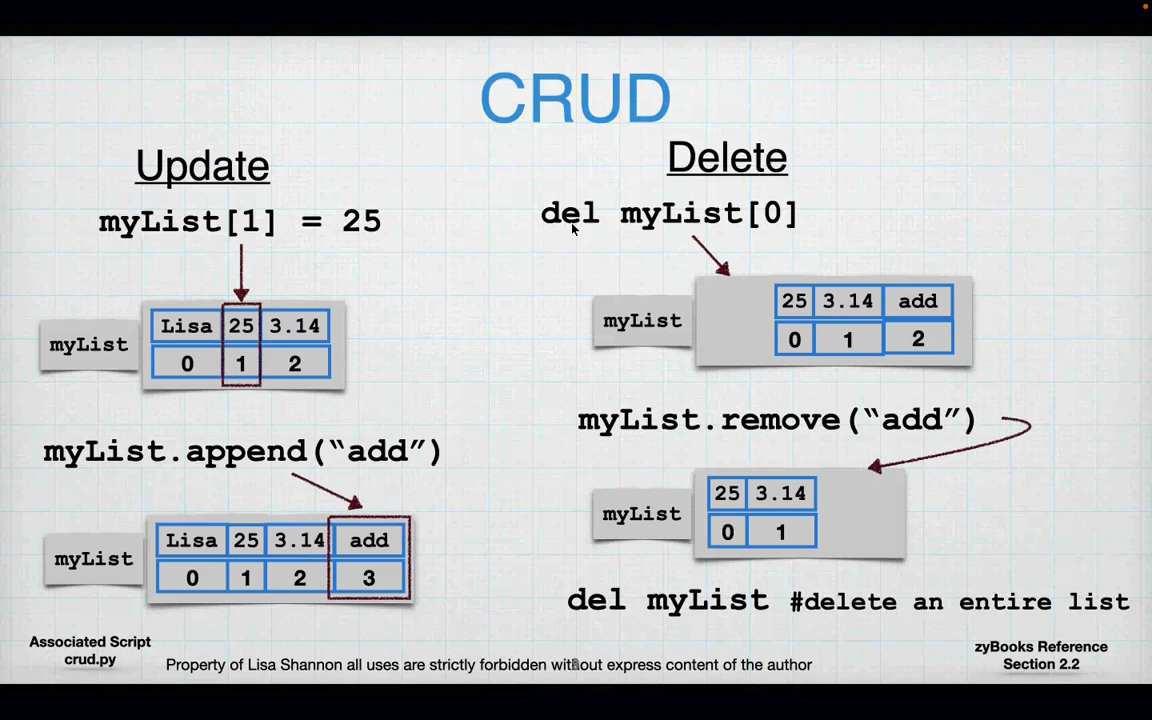 CRUD
Update
myList[1] = 25
Lisa 25 3.14
myList
0 1 2
myList.append(“add”)
Lisa 25 3.14 add
myList
0 1 2 3
Delete
del myList[0]
25 3.14 add
myList
0 1 2
myList.remove(“add”)
25 3.14
myList
0 1
del myList #delete an entire list
Associated Script
crud.py
Property of Lisa Shannon all uses are strictly forbidden without express content of the author
zyBooks Reference
Section 2.2